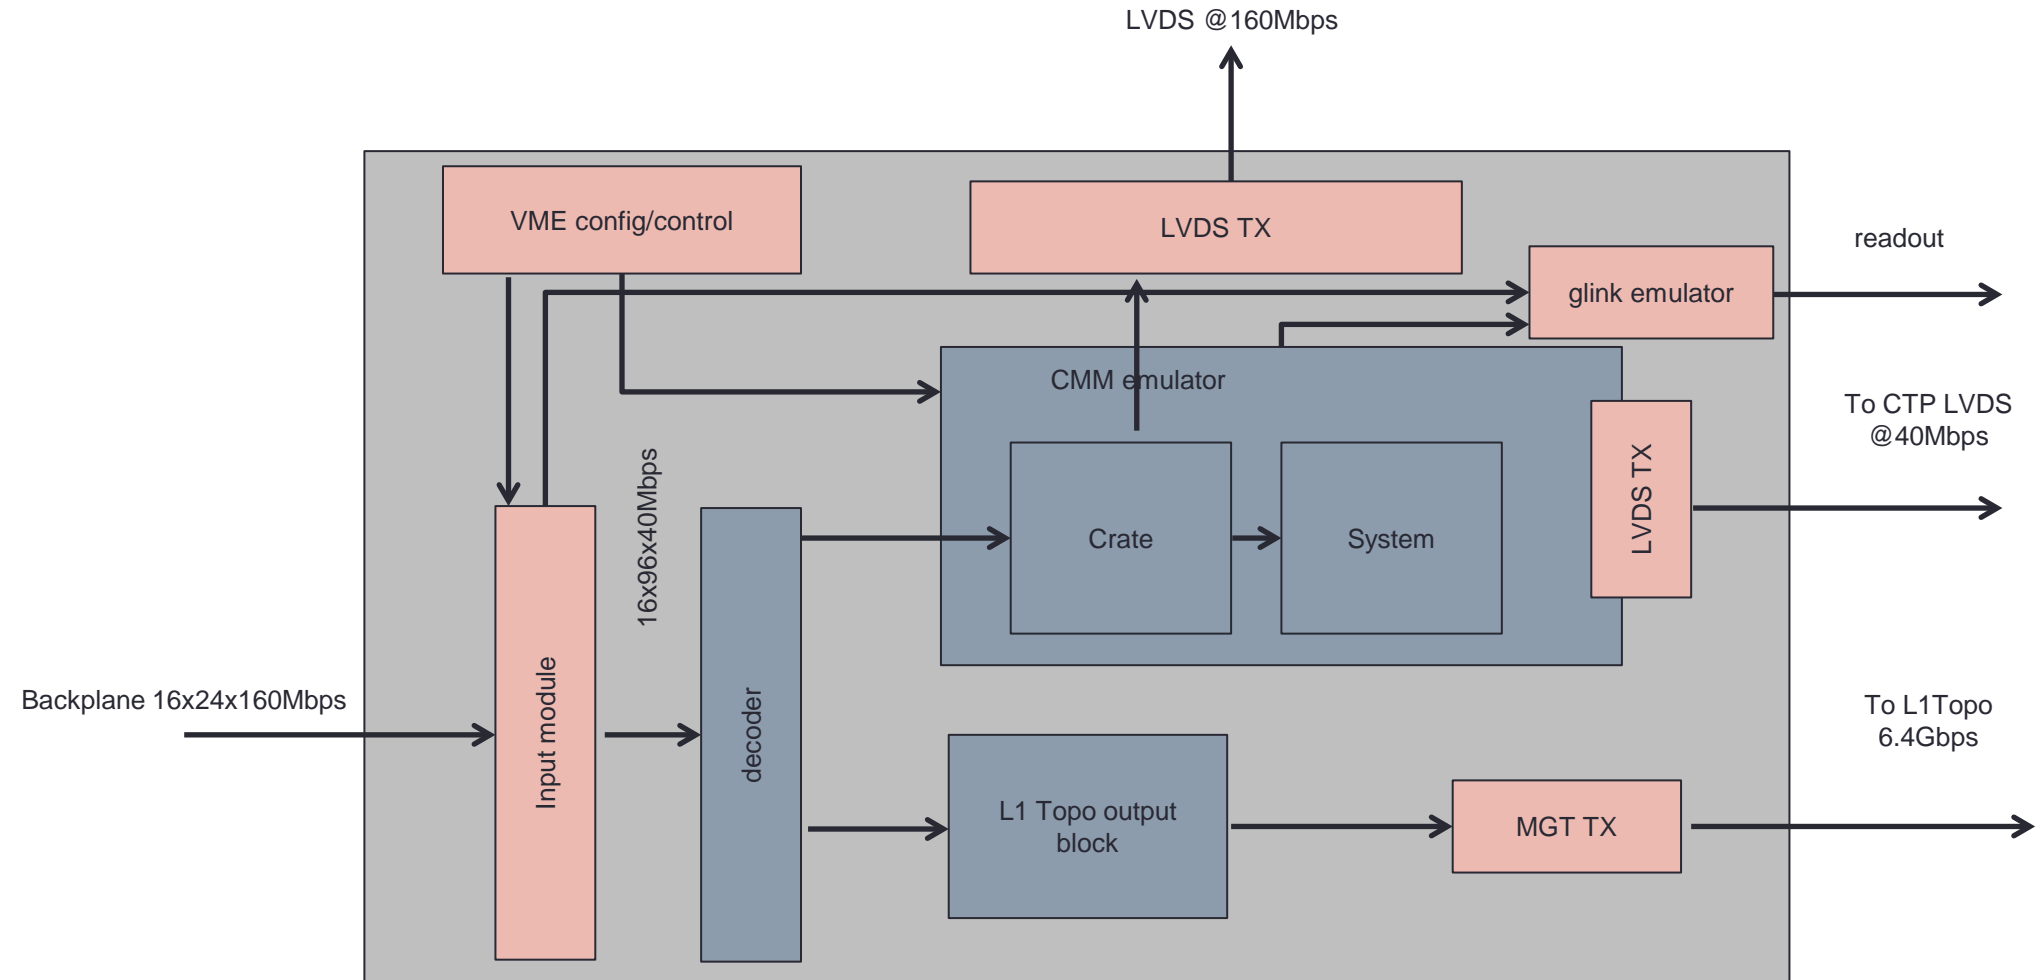 LVDS @160Mbps
VME config/control
LVDS TX
readout
glink emulator
CMM emulator
To CTP LVDS
@40Mbps
16x96x40Mbps
LVDS TX
Crate
System
Backplane 16x24x160Mbps
Input module
decoder
To L1Topo
6.4Gbps
L1 Topo output
block
MGT TX